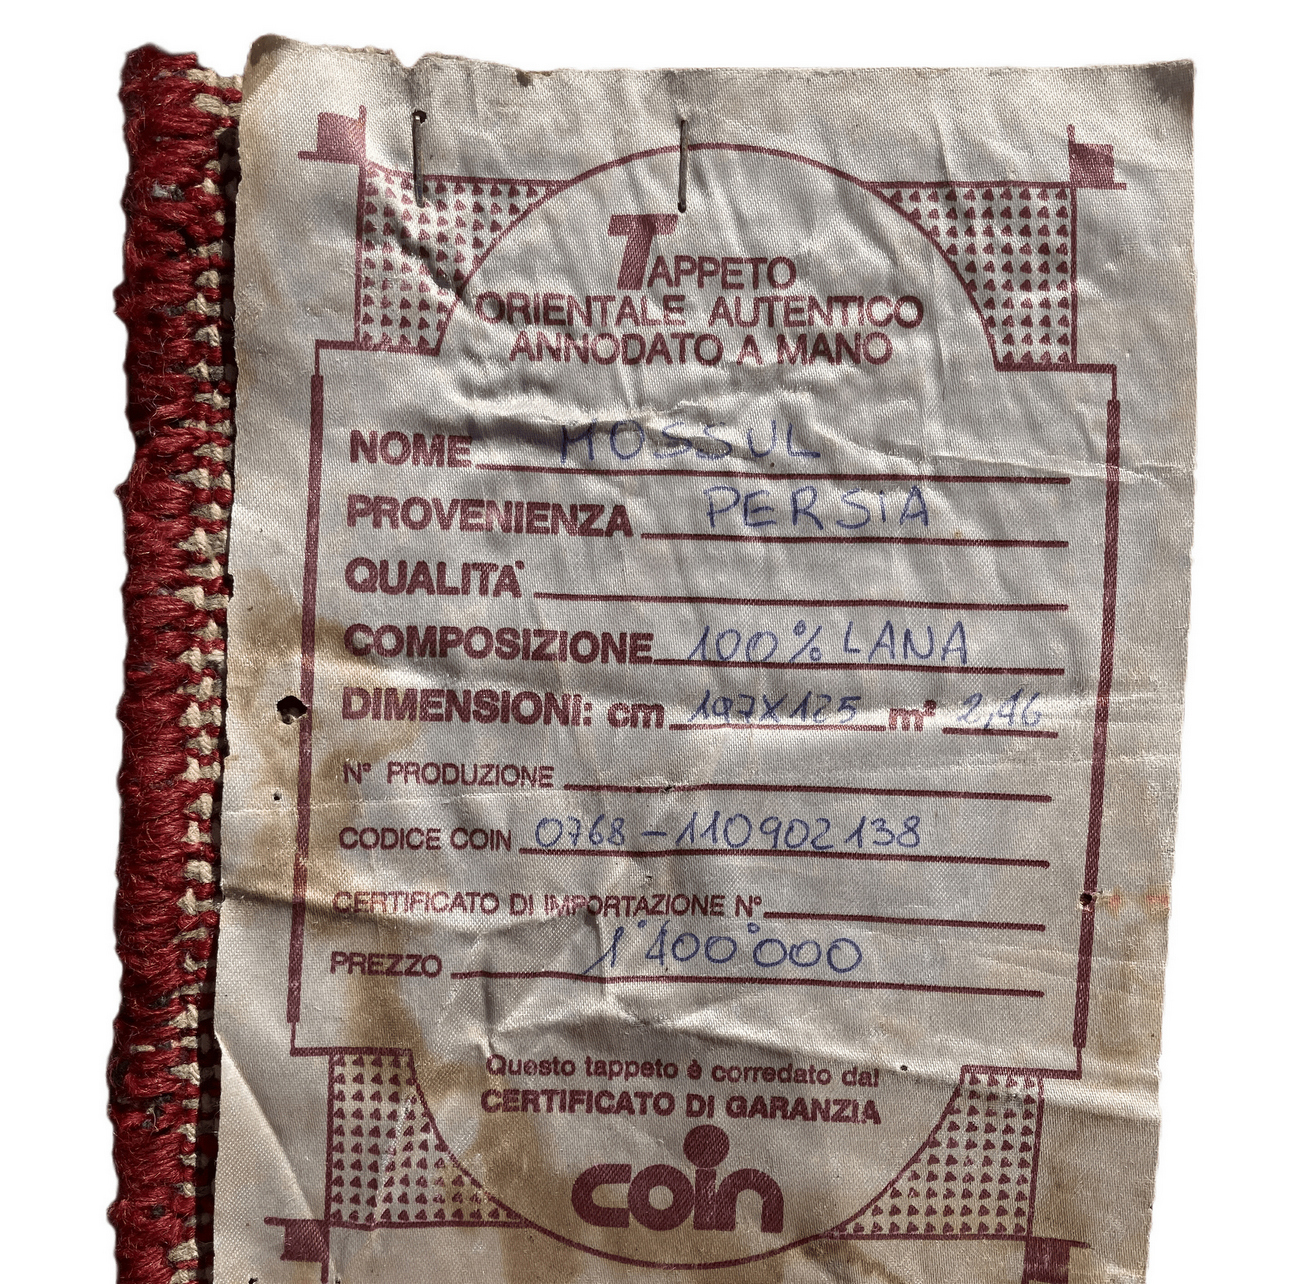 TAPPETO
ORIENTALE AUTENTICO
ANNODATO A MANO
NOME MOSSUL
PROVENIENZA PERSIA
QUALITA'
COMPOSIZIONE 100% LANA
DIMENSIONI: cm 197X125 m² 2,46
N° PRODUZIONE
CODICE COIN 0768-110902138
CERTIFICATO DI IMPORTAZIONE N°
PREZZO 1°400°000
Questo tappeto è corredato dal
CERTIFICATO DI GARANZIA
coin